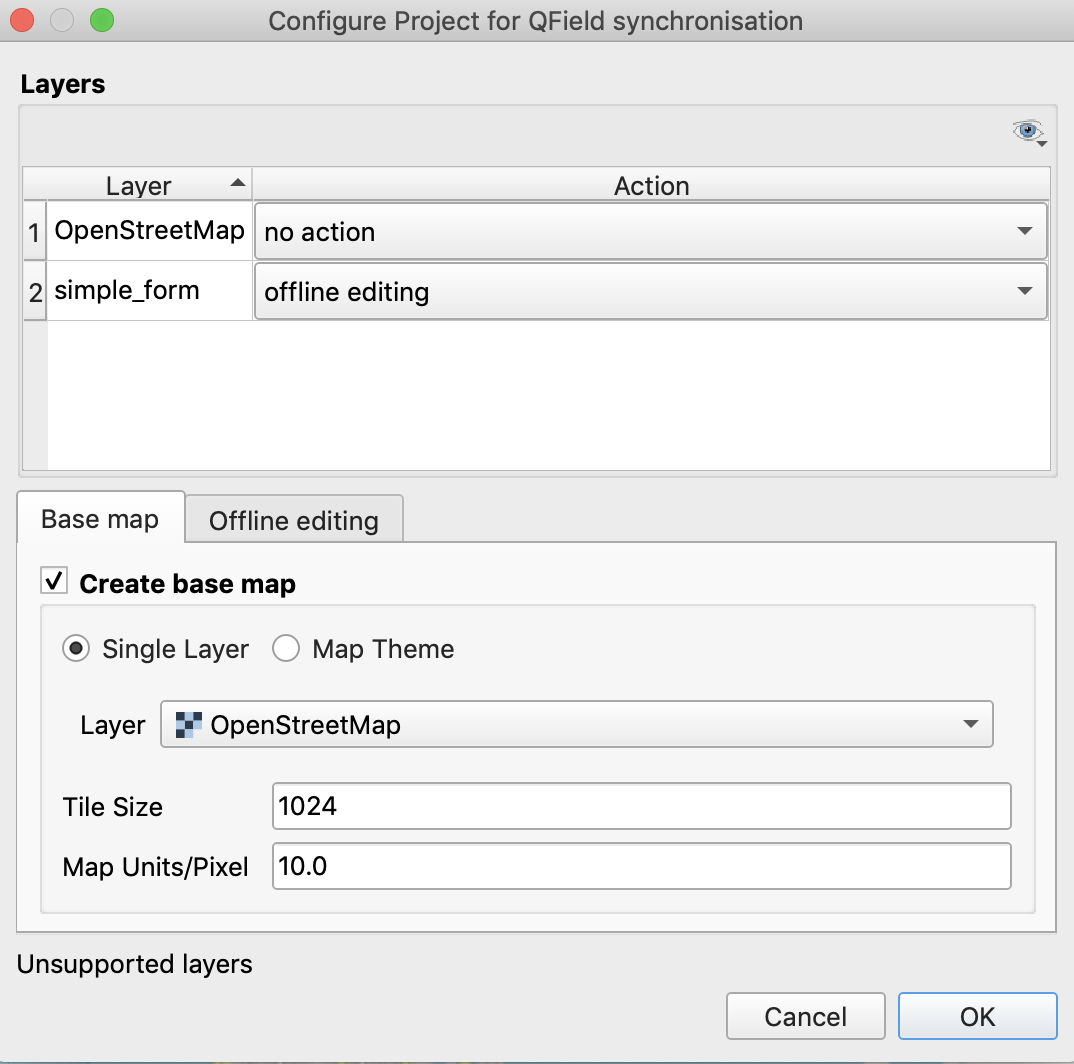 Configure Project for QField synchronisation
Layers
Layer Action
1 OpenStreetMap no action
2 simple_form offline editing
Base map Offline editing
Create base map
Single Layer Map Theme
Layer OpenStreetMap
Tile Size 1024
Map Units/Pixel 10.0
Unsupported layers
Cancel OK